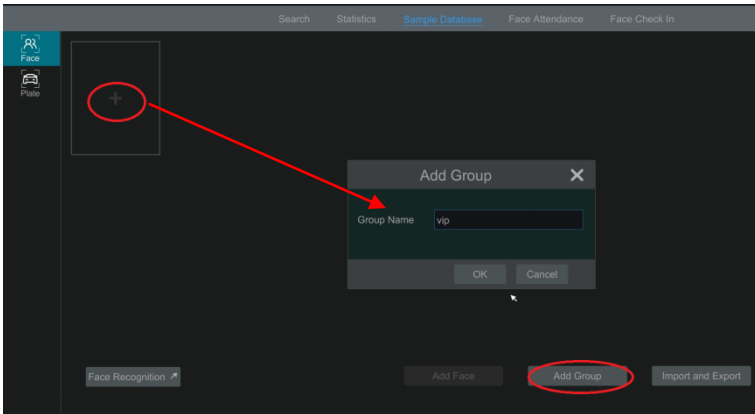 Search Statistics Sample Database Face Attendance Face Check In
Face
Plate
+
Add Group
Group Name vip
OK Cancel
Face Recognition Add Face Add Group Import and Export